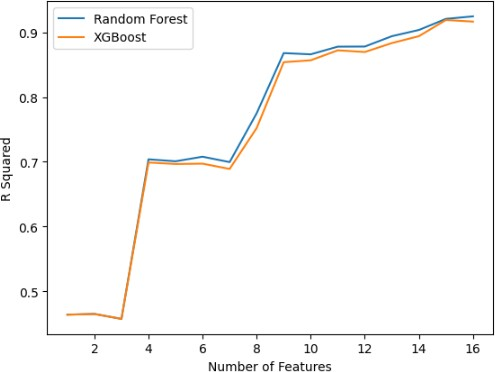 Random Forest
XGBoost
R Squared
0.9
0.8
0.7
0.6
0.5
2 4 6 8 10 12 14 16
Number of Features